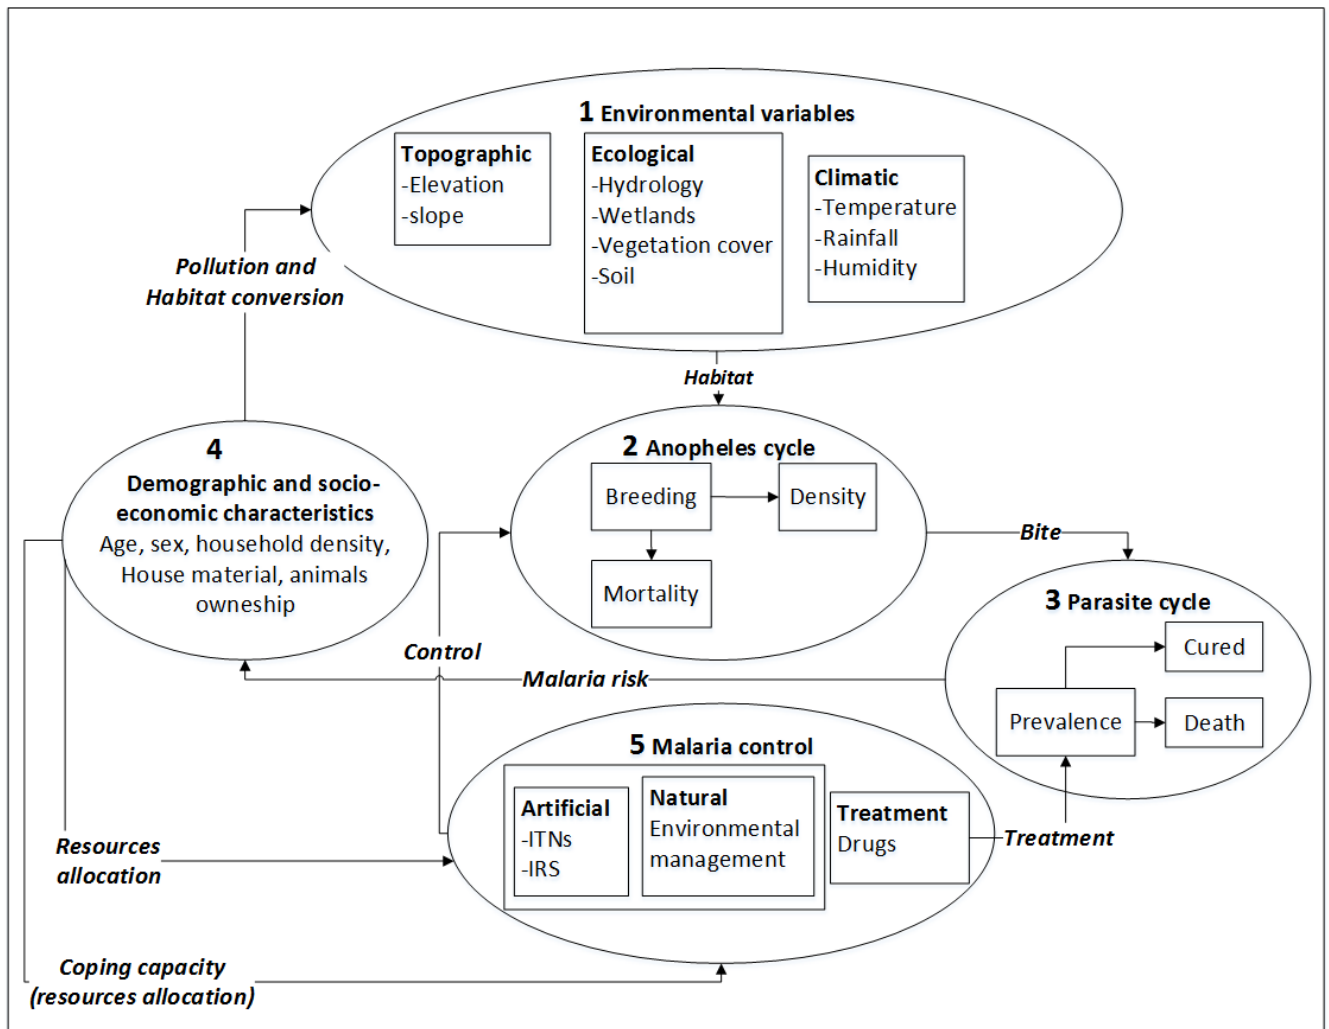 1 Environmental variables
Topographic
-Elevation
-slope
Ecological
-Hydrology
-Wetlands
-Vegetation cover
-Soil
Climatic
-Temperature
-Rainfall
-Humidity
Pollution and
Habitat conversion
Habitat
4
Demographic and socio-
economic characteristics
Age, sex, household density,
House material, animals
owneship
2 Anopheles cycle
Breeding
Density
Mortality
Bite
3 Parasite cycle
Cured
Prevalence
Death
Control
Malaria risk
5 Malaria control
Artificial
-ITNs
-IRS
Natural
Environmental
management
Treatment
Drugs
Treatment
Resources
allocation
Coping capacity
(resources allocation)